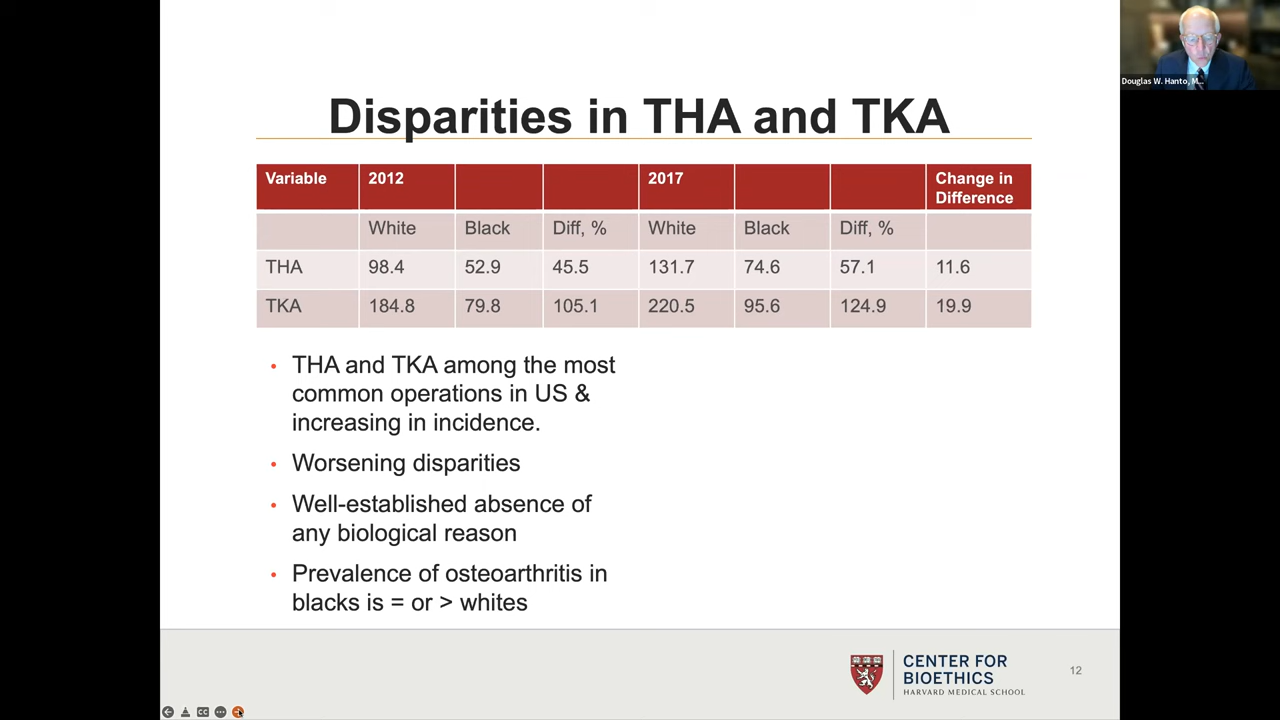 Douglas W. Hanto, M...
Disparities in THA and TKA
Variable 2012 2017 Change in
Difference
White Black Diff, % White Black Diff, %
THA 98.4 52.9 45.5 131.7 74.6 57.1 11.6
TKA 184.8 79.8 105.1 220.5 95.6 124.9 19.9
• THA and TKA among the most
common operations in US &
increasing in incidence.
• Worsening disparities
• Well-established absence of
any biological reason
• Prevalence of osteoarthritis in
blacks is = or > whites
CENTER FOR
BIOETHICS
HARVARD MEDICAL SCHOOL
12
CC